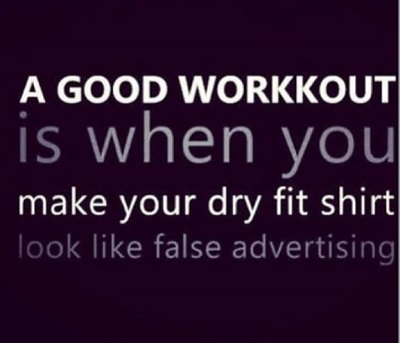 A GOOD WORKKOUT
is when you
make your dry fit shirt
look like false advertising